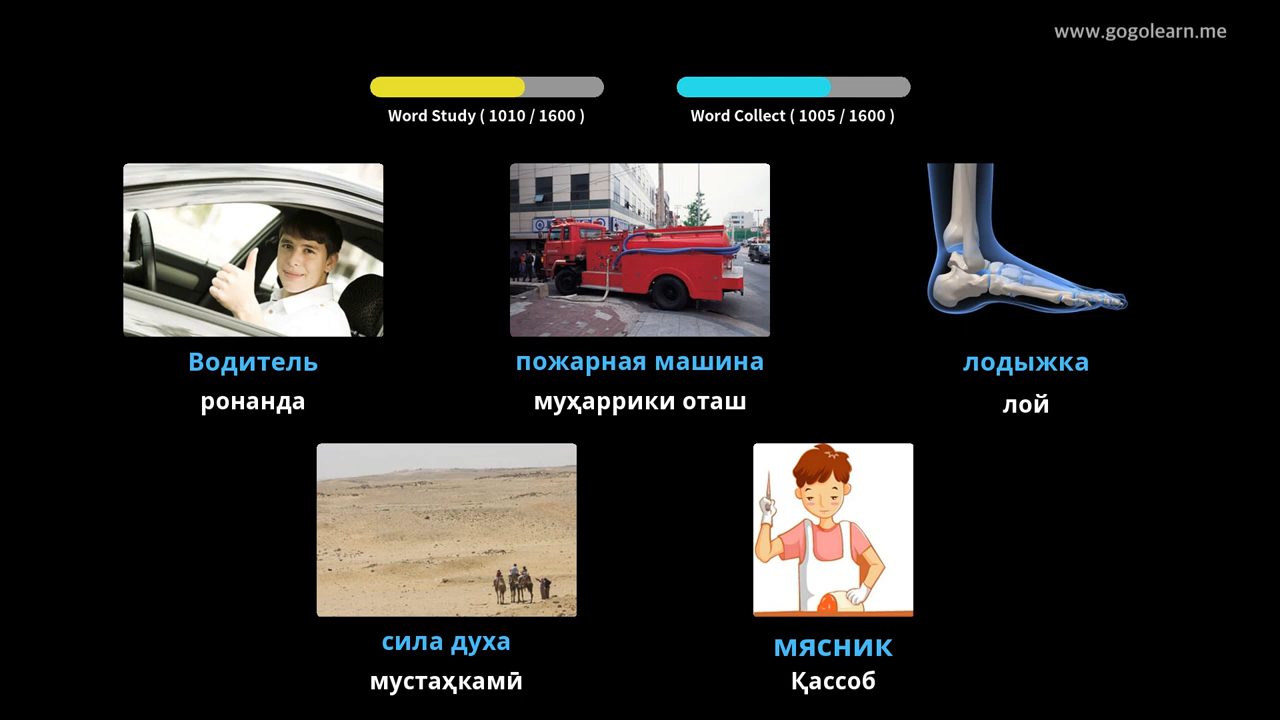 www.gogolearn.me
Word Study ( 1010 / 1600 )
Word Collect ( 1005 / 1600 )
Водитель
ронанда
пожарная машина
муҳаррики оташ
лодыжка
лой
сила духа
мустаҳкамӣ
мясник
Қассоб